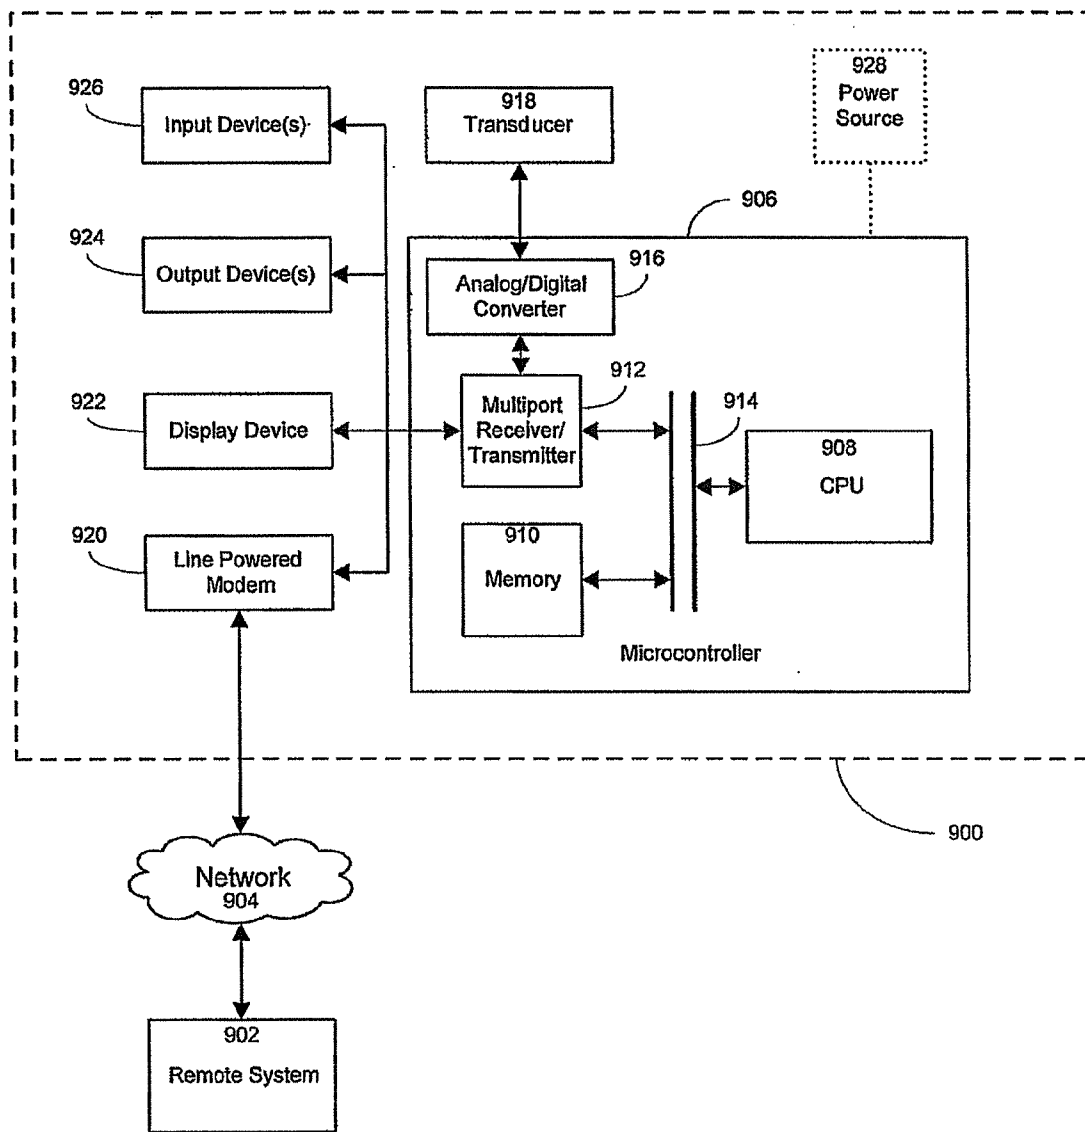 926
Input Device(s)
918
Transducer
928
Power
Source
906
924
Output Device(s)
916
Analog/Digital
Converter
912
922
Display Device
Multiport
Receiver/
Transmitter
914
908
CPU
920
Line Powered
Modem
910
Memory
Microcontroller
900
Network
904
902
Remote System